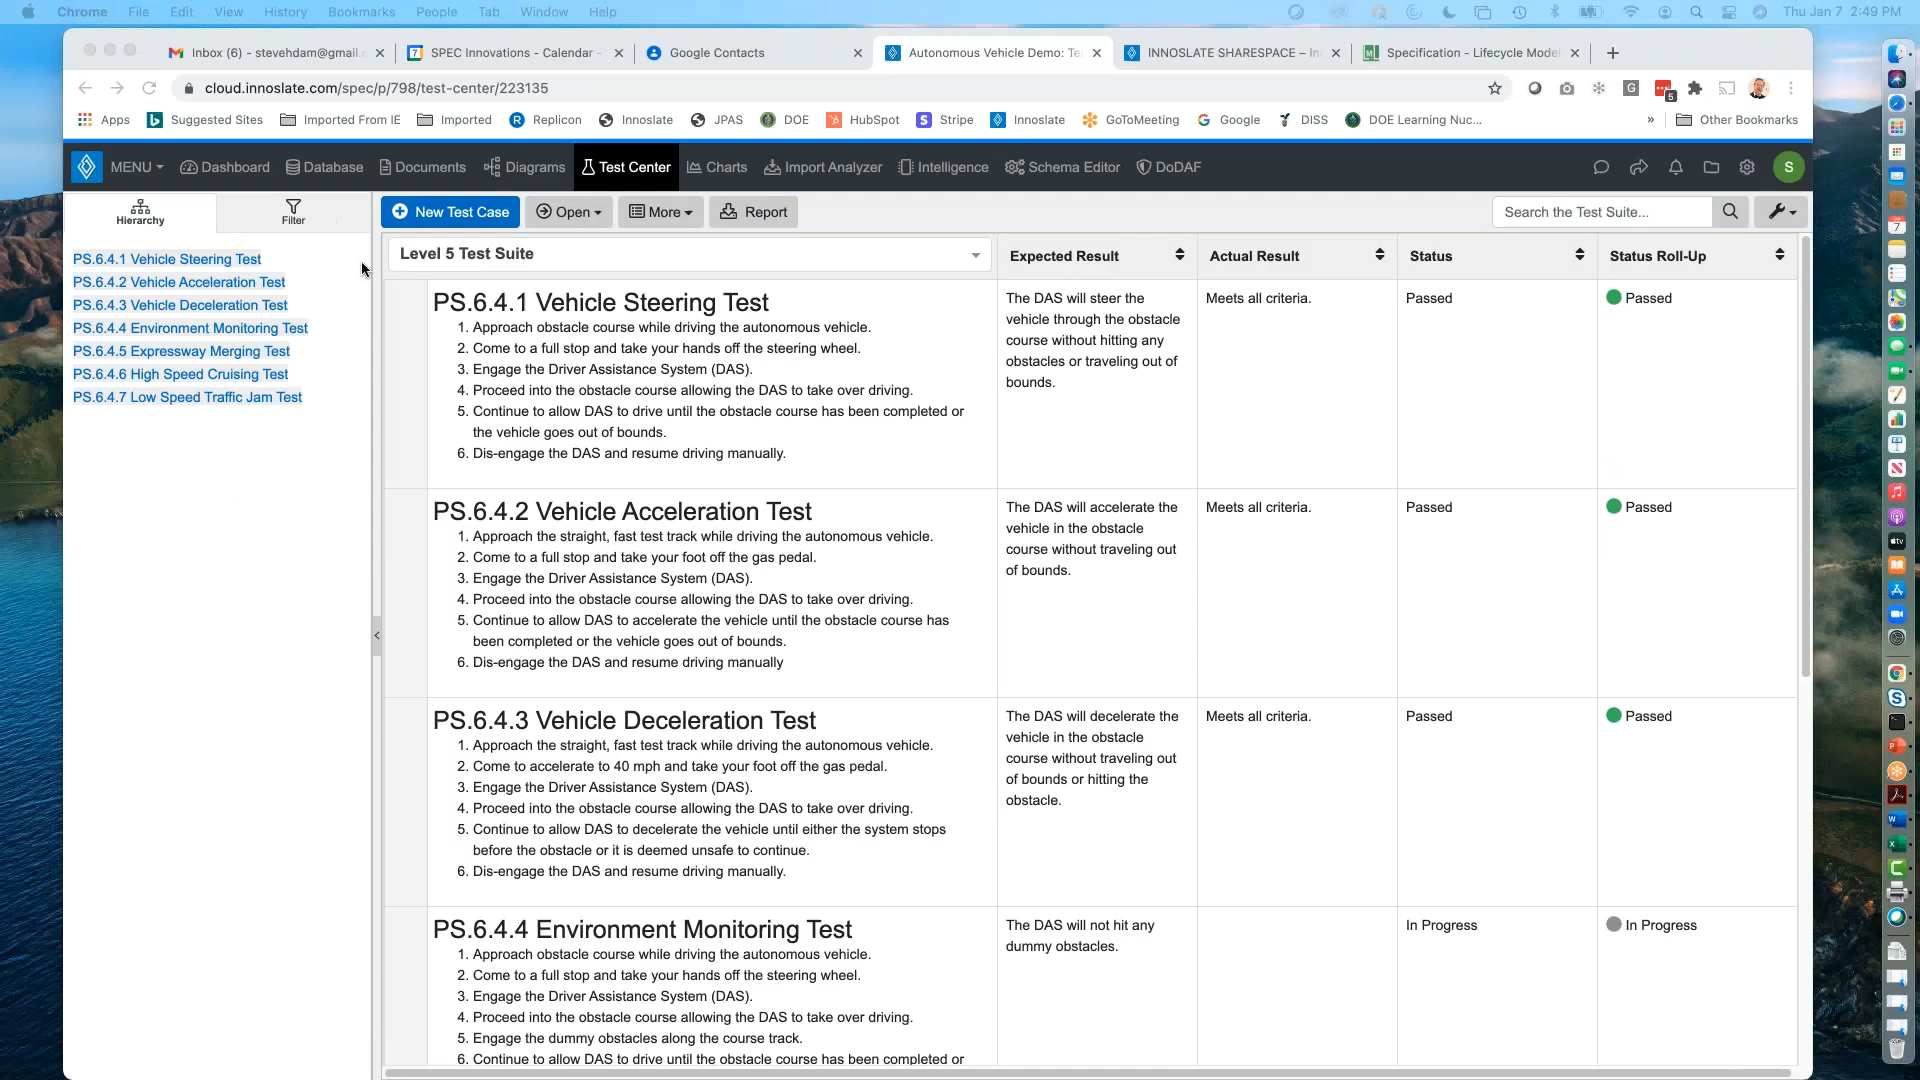 Chrome File Edit View History Bookmarks People Tab Window Help Thu Jan 7 2:49 PM
Inbox (6) - stevehdam@gmail.c
SPEC Innovations - Calendar -
Google Contacts
Autonomous Vehicle Demo: Te
INNOSLATE SHARESPACE – In
Specification - Lifecycle Model
cloud.innoslate.com/spec/p/798/test-center/223135
Apps Suggested Sites Imported From IE Imported Replicon Innoslate JPAS DOE HubSpot Stripe Innoslate GoToMeeting Google DISS DOE Learning Nuc... » Other Bookmarks
MENU Dashboard Database Documents Diagrams Test Center Charts Import Analyzer Intelligence Schema Editor DoDAF S
Hierarchy
Filter
New Test Case Open More Report Search the Test Suite...
PS.6.4.1 Vehicle Steering Test
PS.6.4.2 Vehicle Acceleration Test
PS.6.4.3 Vehicle Deceleration Test
PS.6.4.4 Environment Monitoring Test
PS.6.4.5 Expressway Merging Test
PS.6.4.6 High Speed Cruising Test
PS.6.4.7 Low Speed Traffic Jam Test
Level 5 Test Suite
Expected Result
Actual Result
Status
Status Roll-Up
PS.6.4.1 Vehicle Steering Test
1. Approach obstacle course while driving the autonomous vehicle.
2. Come to a full stop and take your hands off the steering wheel.
3. Engage the Driver Assistance System (DAS).
4. Proceed into the obstacle course allowing the DAS to take over driving.
5. Continue to allow DAS to drive until the obstacle course has been completed or
the vehicle goes out of bounds.
6. Dis-engage the DAS and resume driving manually.
The DAS will steer the
vehicle through the obstacle
course without hitting any
obstacles or traveling out of
bounds.
Meets all criteria.
Passed
Passed
PS.6.4.2 Vehicle Acceleration Test
1. Approach the straight, fast test track while driving the autonomous vehicle.
2. Come to a full stop and take your foot off the gas pedal.
3. Engage the Driver Assistance System (DAS).
4. Proceed into the obstacle course allowing the DAS to take over driving.
5. Continue to allow DAS to accelerate the vehicle until the obstacle course has
been completed or the vehicle goes out of bounds.
6. Dis-engage the DAS and resume driving manually
The DAS will accelerate the
vehicle in the obstacle
course without traveling out
of bounds.
Meets all criteria.
Passed
Passed
PS.6.4.3 Vehicle Deceleration Test
1. Approach the straight, fast test track while driving the autonomous vehicle.
2. Come to accelerate to 40 mph and take your foot off the gas pedal.
3. Engage the Driver Assistance System (DAS).
4. Proceed into the obstacle course allowing the DAS to take over driving.
5. Continue to allow DAS to decelerate the vehicle until either the system stops
before the obstacle or it is deemed unsafe to continue.
6. Dis-engage the DAS and resume driving manually.
The DAS will decelerate the
vehicle in the obstacle
course without traveling out
of bounds or hitting the
obstacle.
Meets all criteria.
Passed
Passed
PS.6.4.4 Environment Monitoring Test
1. Approach obstacle course while driving the autonomous vehicle.
2. Come to a full stop and take your hands off the steering wheel.
3. Engage the Driver Assistance System (DAS).
4. Proceed into the obstacle course allowing the DAS to take over driving.
5. Engage the dummy obstacles along the course track.
6. Continue to allow DAS to drive until the obstacle course has been completed or
The DAS will not hit any
dummy obstacles.
In Progress
In Progress